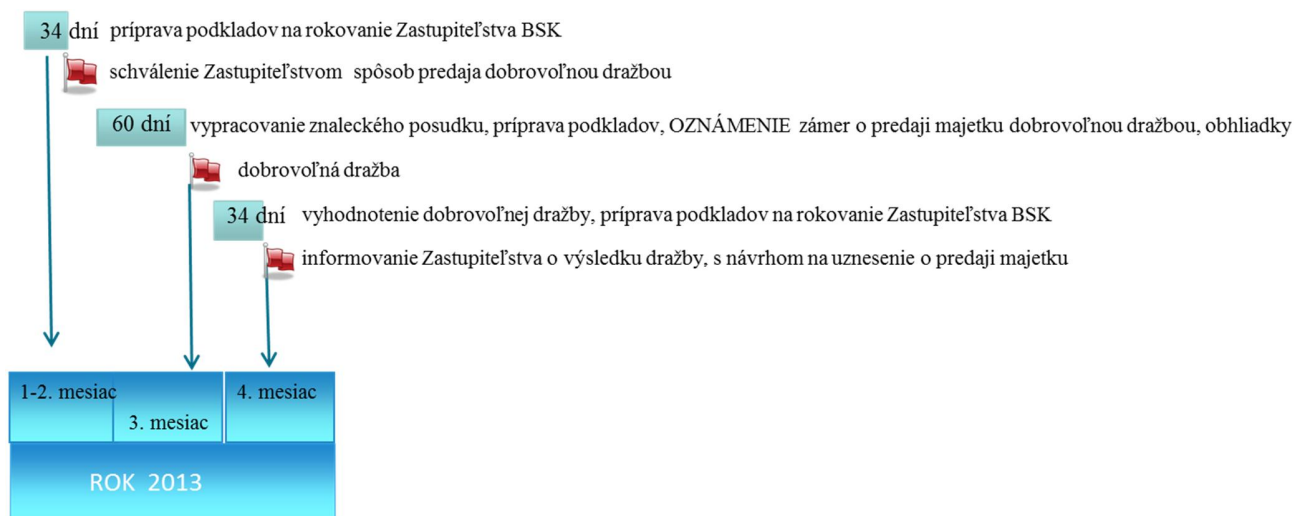 34 dní príprava podkladov na rokovanie Zastupiteľstva BSK
schválenie Zastupiteľstvom spôsob predaja dobrovoľnou dražbou
60 dní vypracovanie znaleckého posudku, príprava podkladov, OZNÁMENIE zámer o predaji majetku dobrovoľnou dražbou, obhliadky
dobrovoľná dražba
34 dní vyhodnotenie dobrovoľnej dražby, príprava podkladov na rokovanie Zastupiteľstva BSK
informovanie Zastupiteľstva o výsledku dražby, s návrhom na uznesenie o predaji majetku
1-2. mesiac
3. mesiac
4. mesiac
ROK 2013